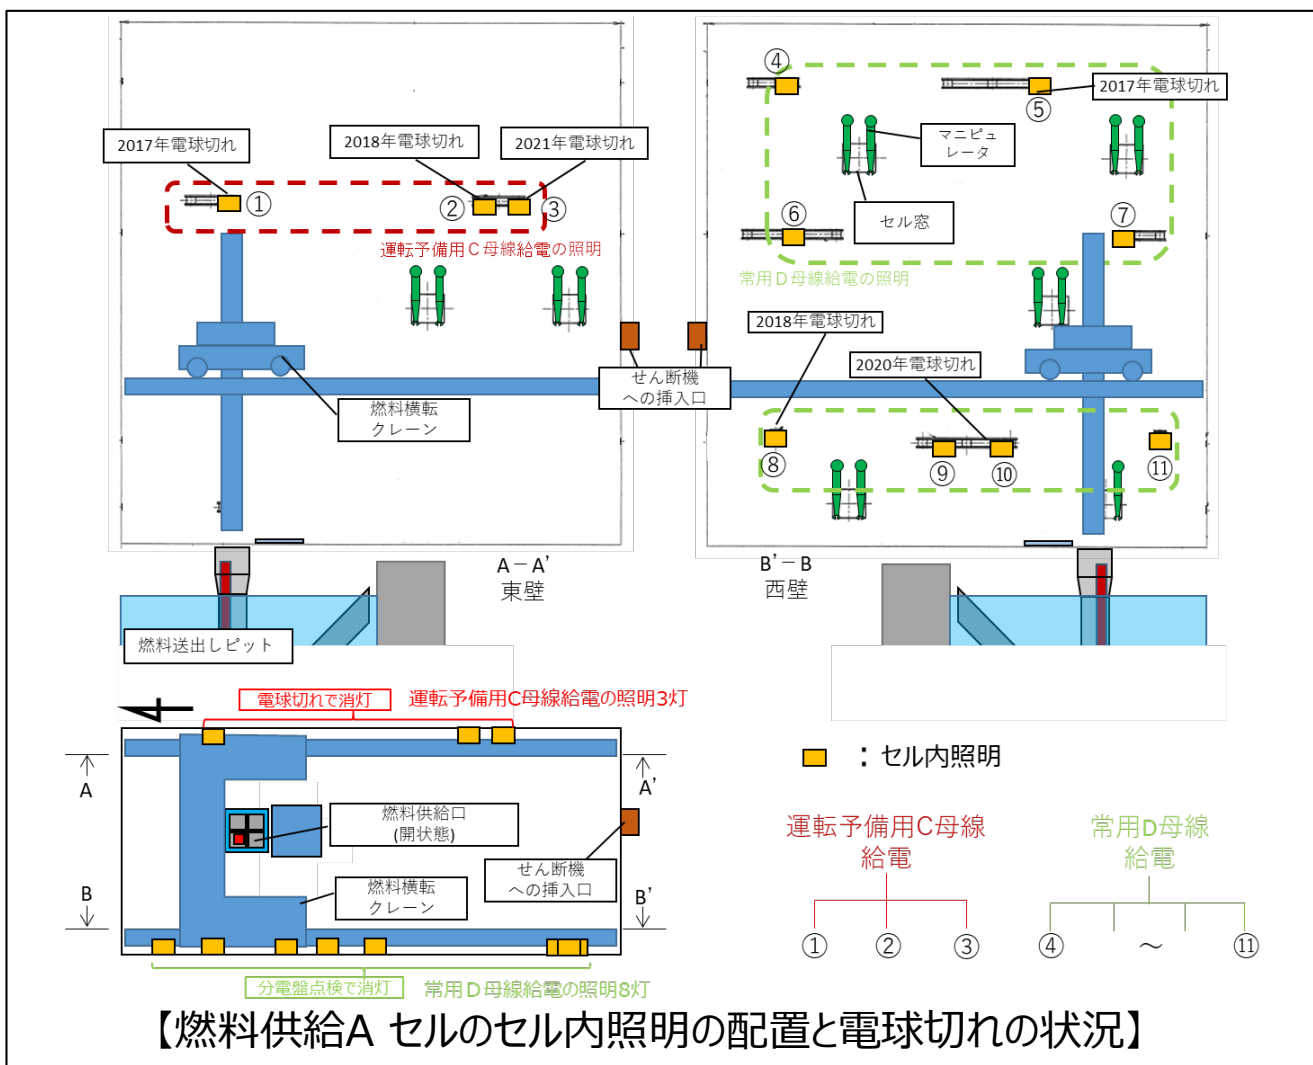 ④
2017年電球切れ
⑤
2017年電球切れ
2018年電球切れ
2021年電球切れ
マニピュ
レータ
①
②
③
セル窓
⑥
⑦
運転予備用C母線給電の照明
常用D母線給電の照明
2018年電球切れ
2020年電球切れ
せん断機
への挿入口
燃料横転
クレーン
⑧
⑨
⑩
⑪
A－A'
東壁
B'－B
西壁
燃料送出しピット
電球切れで消灯
運転予備用C母線給電の照明3灯
：セル内照明
A
A'
燃料供給口
(開状態)
せん断機
への挿入口
燃料横転
クレーン
B
B'
運転予備用C母線
給電
①
②
③
常用D母線
給電
④
～
⑪
分電盤点検で消灯
常用D母線給電の照明8灯
【燃料供給A セルのセル内照明の配置と電球切れの状況】